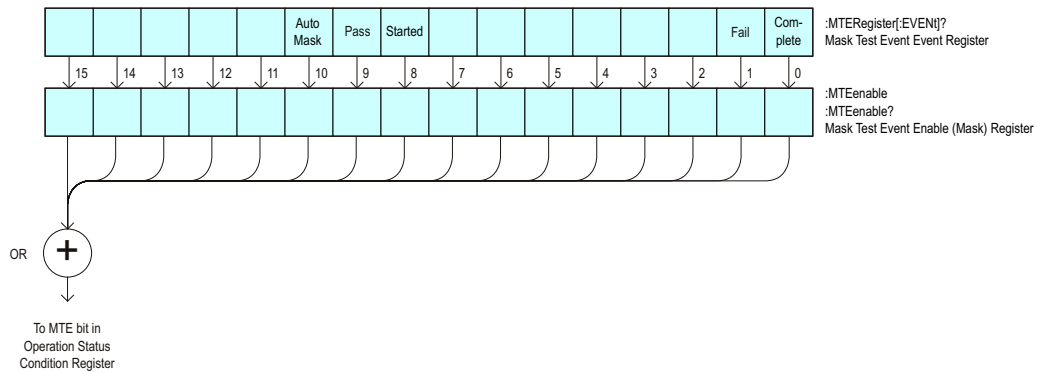 Auto Mask Pass Started Fail Com-plete
:MTERegister[:EVENt]?
Mask Test Event Event Register
15 14 13 12 11 10 9 8 7 6 5 4 3 2 1 0
:MTEenable
:MTEenable?
Mask Test Event Enable (Mask) Register
OR
+
To MTE bit in
Operation Status
Condition Register